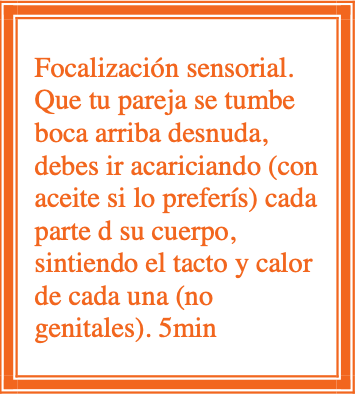 Focalización sensorial.
Que tu pareja se tumbe
boca arriba desnuda,
debes ir acariciando (con
aceite si lo preferís) cada
parte d su cuerpo,
sintiendo el tacto y calor
de cada una (no
genitales). 5min